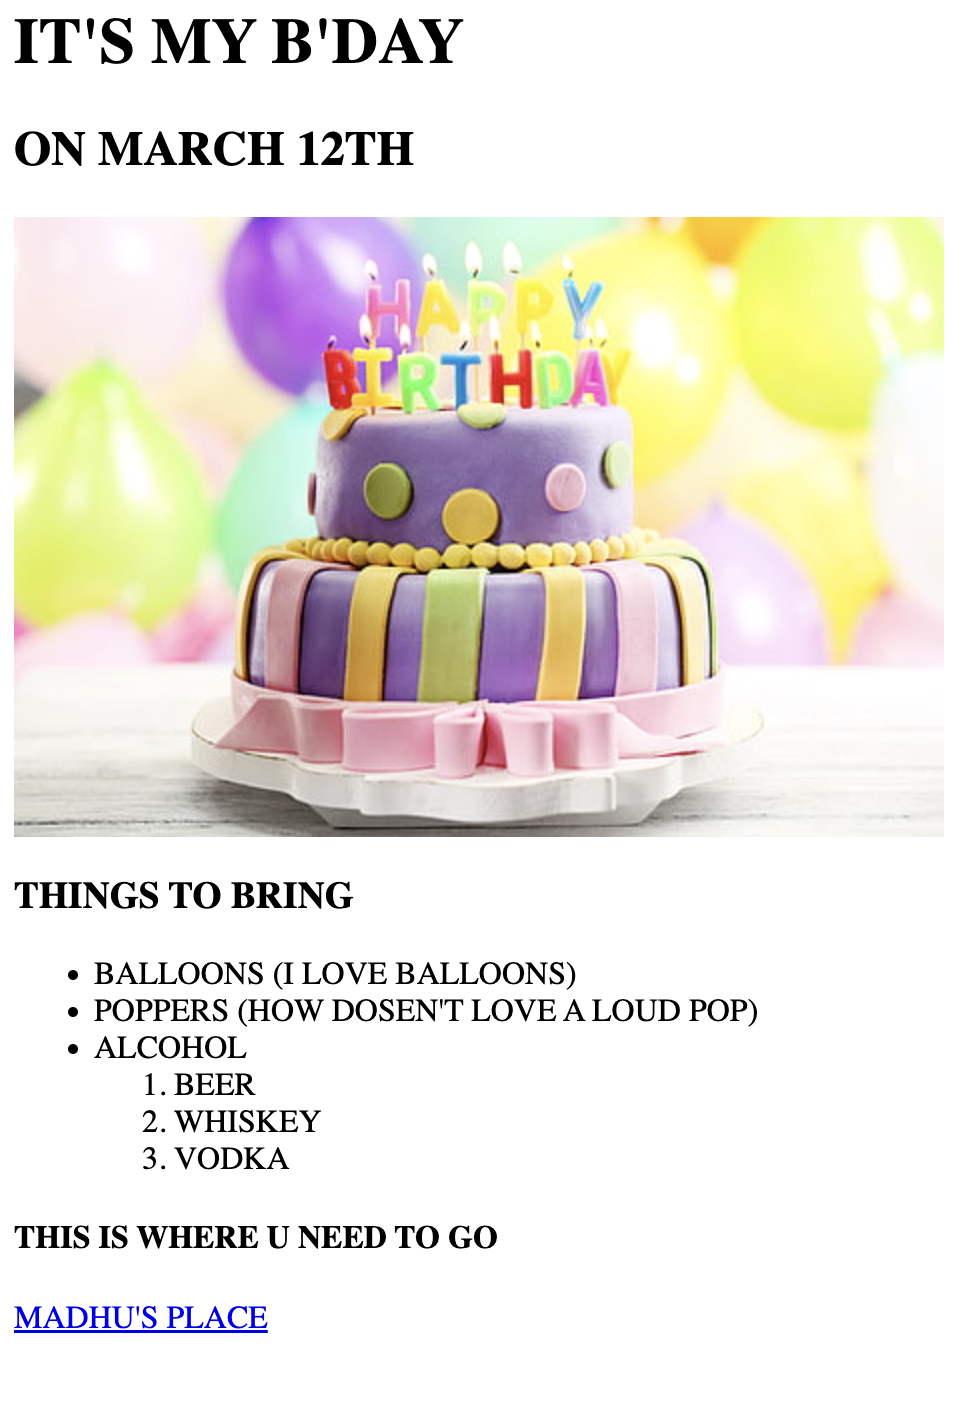 IT'S MY B'DAY
ON MARCH 12TH
HAPPY
BIRTHDAY
THINGS TO BRING
• BALLOONS (I LOVE BALLOONS)
• POPPERS (HOW DOSEN'T LOVE A LOUD POP)
• ALCOHOL
1. BEER
2. WHISKEY
3. VODKA
THIS IS WHERE U NEED TO GO
MADHU'S PLACE